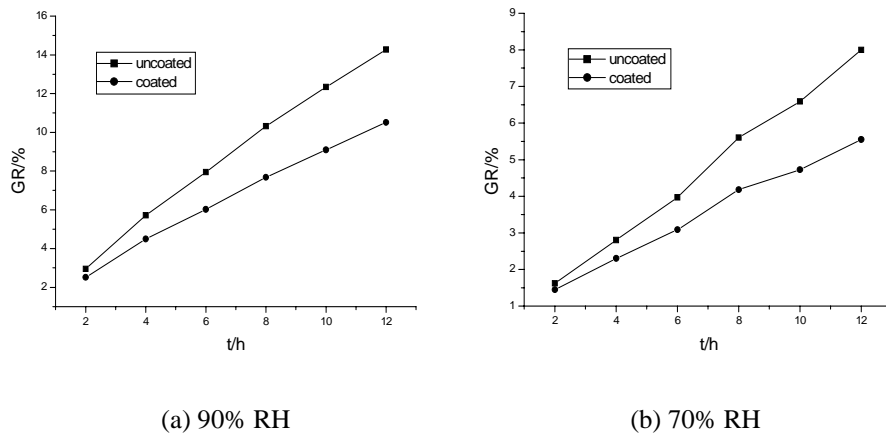 16
14
12
10
8
6
4
2
GR/%
uncoated
coated
2 4 6 8 10 12
t/h
(a) 90% RH
9
8
7
6
5
4
3
2
1
GR/%
uncoated
coated
2 4 6 8 10 12
t/h
(b) 70% RH